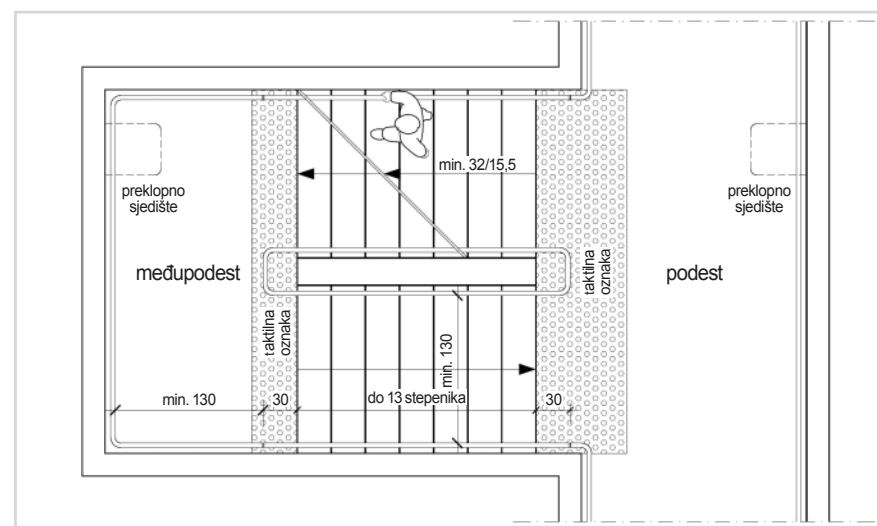 min. 32/15,5
preklopno
sjedište
preklopno
sjedište
međupodest
taktilna
oznaka
podest
taktilna
oznaka
min. 130
min. 130
30
do 13 stepenika
30